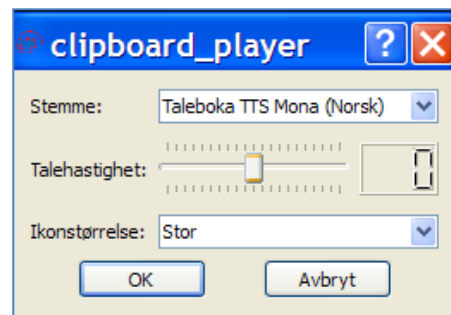 clipboard_player
Stemme: Taleboka TTS Mona (Norsk)
Talehastighet: 0
Ikonstørrelse: Stor
OK Avbryt